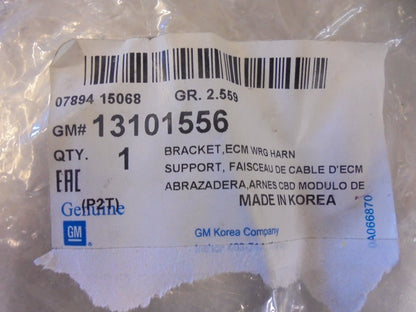 07894 15068 GR. 2.559
GM# 13101556
QTY. 1 BRACKET,ECM WRG HARN
SUPPORT, FAISCEAU DE CABLE D'ECM
EAC ABRAZADERA,ARNES CBD MODULO DE
(P2T) MADE IN KOREA
Genuine
GM
GM Korea Company
0A066870